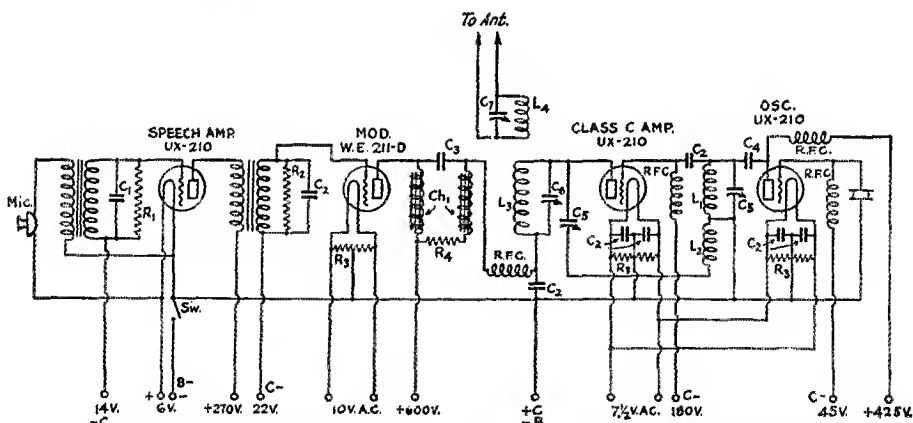 To Ant.
C7
L4
SPEECH AMP.
UX-210
MOD.
W.E. 211-D
CLASS C AMP.
UX-210
OSC.
UX-210
R.F.C.
Mic.
C1
R1
R2
C2
C3
Ch1
R3
R4
L3
C6
C5
R.F.C.
C2
R.F.C.
C2
C4
L1
C5
L2
C2
R3
R.F.C.
C2
R3
Sw.
14V.
-C
+
6V.
B-
-
+270V.
C-
22V.
10V. A.C.
+600V.
+C
-B
7½V. AC.
C-
180V.
C-
45V.
+425V.